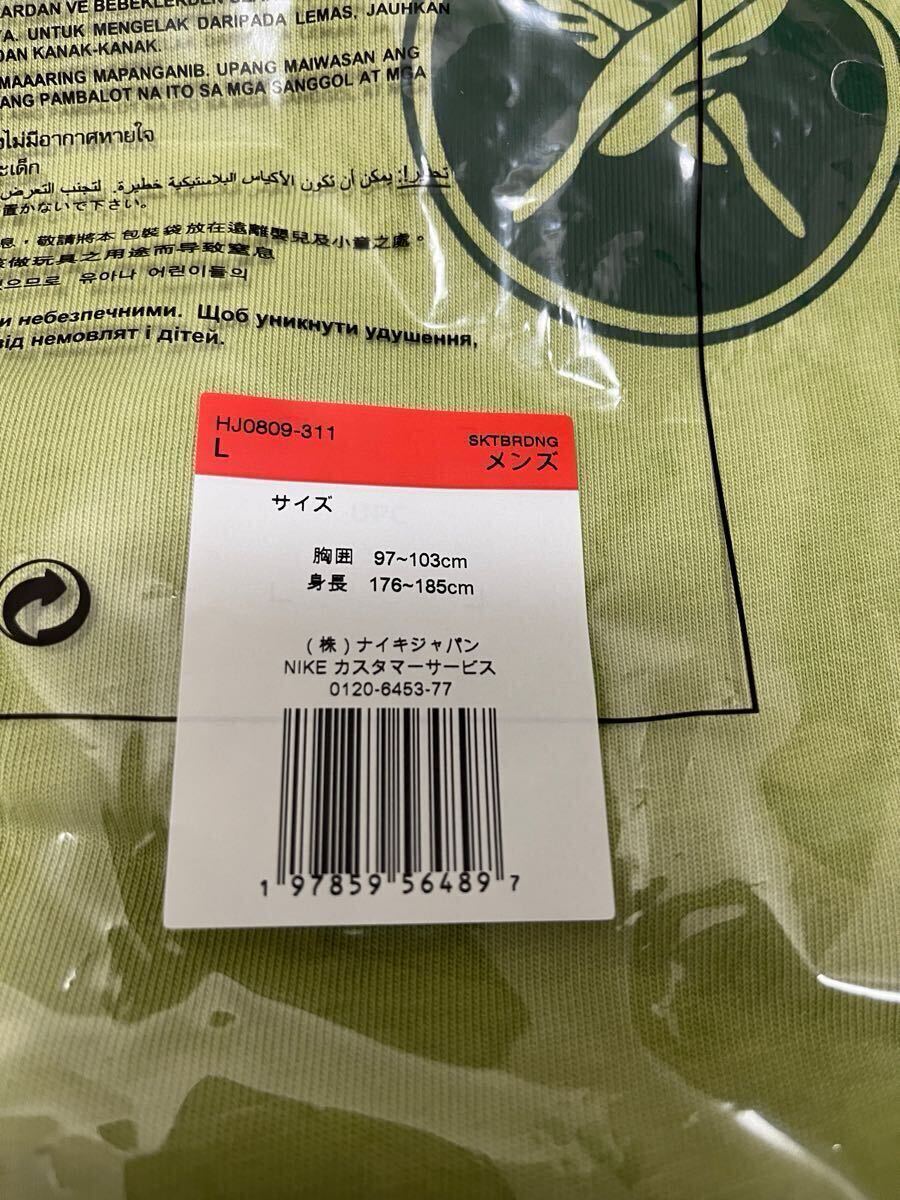 ARDAN VE BEBEKLERDEN
YA. UNTUK MENGELAK DARIPADA LEMAS, JAUHKAN
DAN KANAK-KANAK.
MAAARING MAPANGANIB. UPANG MAIWASAN ANG
ANG PAMBALOT NA ITO SA MGA SANGGOL AT MGA
ไม่มีอากาศหายใจ
ะเด็ก
تحذير!: يمكن أن تكون الأكياس البلاستيكية خطيرة. لتجنب التعرض
置かないで下さい。
息，敬請將本 包裝袋 放在遠離嬰兒及小童之處。
做玩具之用途而导致窒息
으므로 유아나 어린이들의
и небезпечними. Щоб уникнути удушення,
від немовлят і дітей.
HJ0809-311
L
SKTBRDNG
メンズ
サイズ
胸囲 97~103cm
身長 176~185cm
(株)ナイキジャパン
NIKE カスタマーサービス
0120-6453-77
1 97859 56489 7